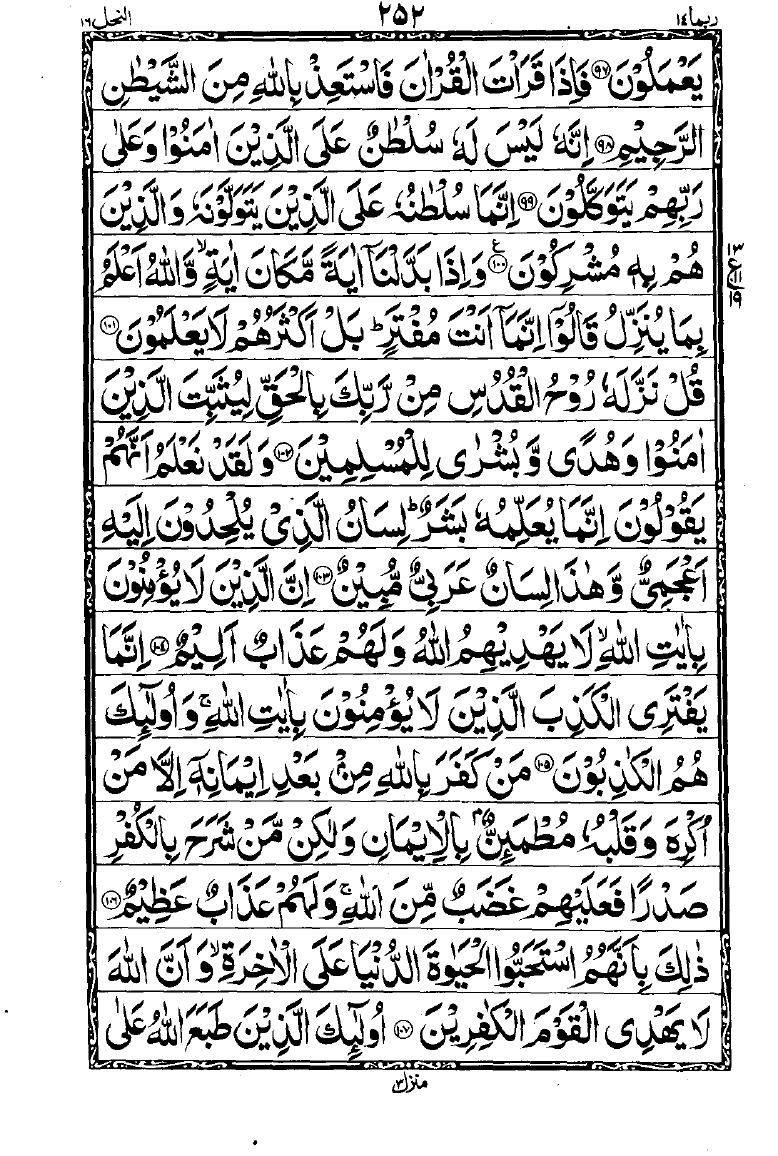 ربما ١٤ ٢٥٢ النحل ١٦
يَعْمَلُوْنَ ﴿٩٧﴾ فَاِذَا قَرَاْتَ الْقُرْاٰنَ فَاسْتَعِذْ بِاللّٰهِ مِنَ الشَّيْطٰنِ
الرَّجِيْمِ ﴿٩٨﴾ اِنَّهٗ لَيْسَ لَهٗ سُلْطٰنٌ عَلَى الَّذِيْنَ اٰمَنُوْا وَعَلٰى
رَبِّهِمْ يَتَوَكَّلُوْنَ ﴿٩٩﴾ اِنَّمَا سُلْطٰنُهٗ عَلَى الَّذِيْنَ يَتَوَلَّوْنَهٗ وَالَّذِيْنَ
هُمْ بِهٖ مُشْرِكُوْنَ ﴿١٠٠﴾ ع وَاِذَا بَدَّلْنَاۤ اٰيَةً مَّكَانَ اٰيَةٍ ۙ وَّاللّٰهُ اَعْلَمُ
١٣ ع ١١ ١٩
بِمَا يُنَزِّلُ قَالُوْۤا اِنَّمَاۤ اَنْتَ مُفْتَرٍ ؕ بَلْ اَكْثَرُهُمْ لَا يَعْلَمُوْنَ ﴿١٠١﴾
قُلْ نَزَّلَهٗ رُوْحُ الْقُدُسِ مِنْ رَّبِّكَ بِالْحَقِّ لِيُثَبِّتَ الَّذِيْنَ
اٰمَنُوْا وَهُدًى وَّبُشْرٰى لِلْمُسْلِمِيْنَ ﴿١٠٢﴾ وَلَقَدْ نَعْلَمُ اَنَّهُمْ
يَقُوْلُوْنَ اِنَّمَا يُعَلِّمُهٗ بَشَرٌ ؕ لِسَانُ الَّذِيْ يُلْحِدُوْنَ اِلَيْهِ
اَعْجَمِيٌّ وَّهٰذَا لِسَانٌ عَرَبِيٌّ مُّبِيْنٌ ﴿١٠٣﴾ اِنَّ الَّذِيْنَ لَا يُؤْمِنُوْنَ
بِاٰيٰتِ اللّٰهِ ۙ لَا يَهْدِيْهِمُ اللّٰهُ وَلَهُمْ عَذَابٌ اَلِيْمٌ ﴿١٠٤﴾ اِنَّمَا
يَفْتَرِى الْكَذِبَ الَّذِيْنَ لَا يُؤْمِنُوْنَ بِاٰيٰتِ اللّٰهِ ۚ وَاُولٰٓئِكَ
هُمُ الْكٰذِبُوْنَ ﴿١٠٥﴾ مَنْ كَفَرَ بِاللّٰهِ مِنْۢ بَعْدِ اِيْمَانِهٖۤ اِلَّا مَنْ
اُكْرِهَ وَقَلْبُهٗ مُطْمَئِنٌّۢ بِالْاِيْمَانِ وَلٰكِنْ مَّنْ شَرَحَ بِالْكُفْرِ
صَدْرًا فَعَلَيْهِمْ غَضَبٌ مِّنَ اللّٰهِ ۚ وَلَهُمْ عَذَابٌ عَظِيْمٌ ﴿١٠٦﴾
ذٰلِكَ بِاَنَّهُمُ اسْتَحَبُّوا الْحَيٰوةَ الدُّنْيَا عَلَى الْاٰخِرَةِ ۙ وَاَنَّ اللّٰهَ
لَا يَهْدِى الْقَوْمَ الْكٰفِرِيْنَ ﴿١٠٧﴾ اُولٰٓئِكَ الَّذِيْنَ طَبَعَ اللّٰهُ عَلٰى
منزل ٣